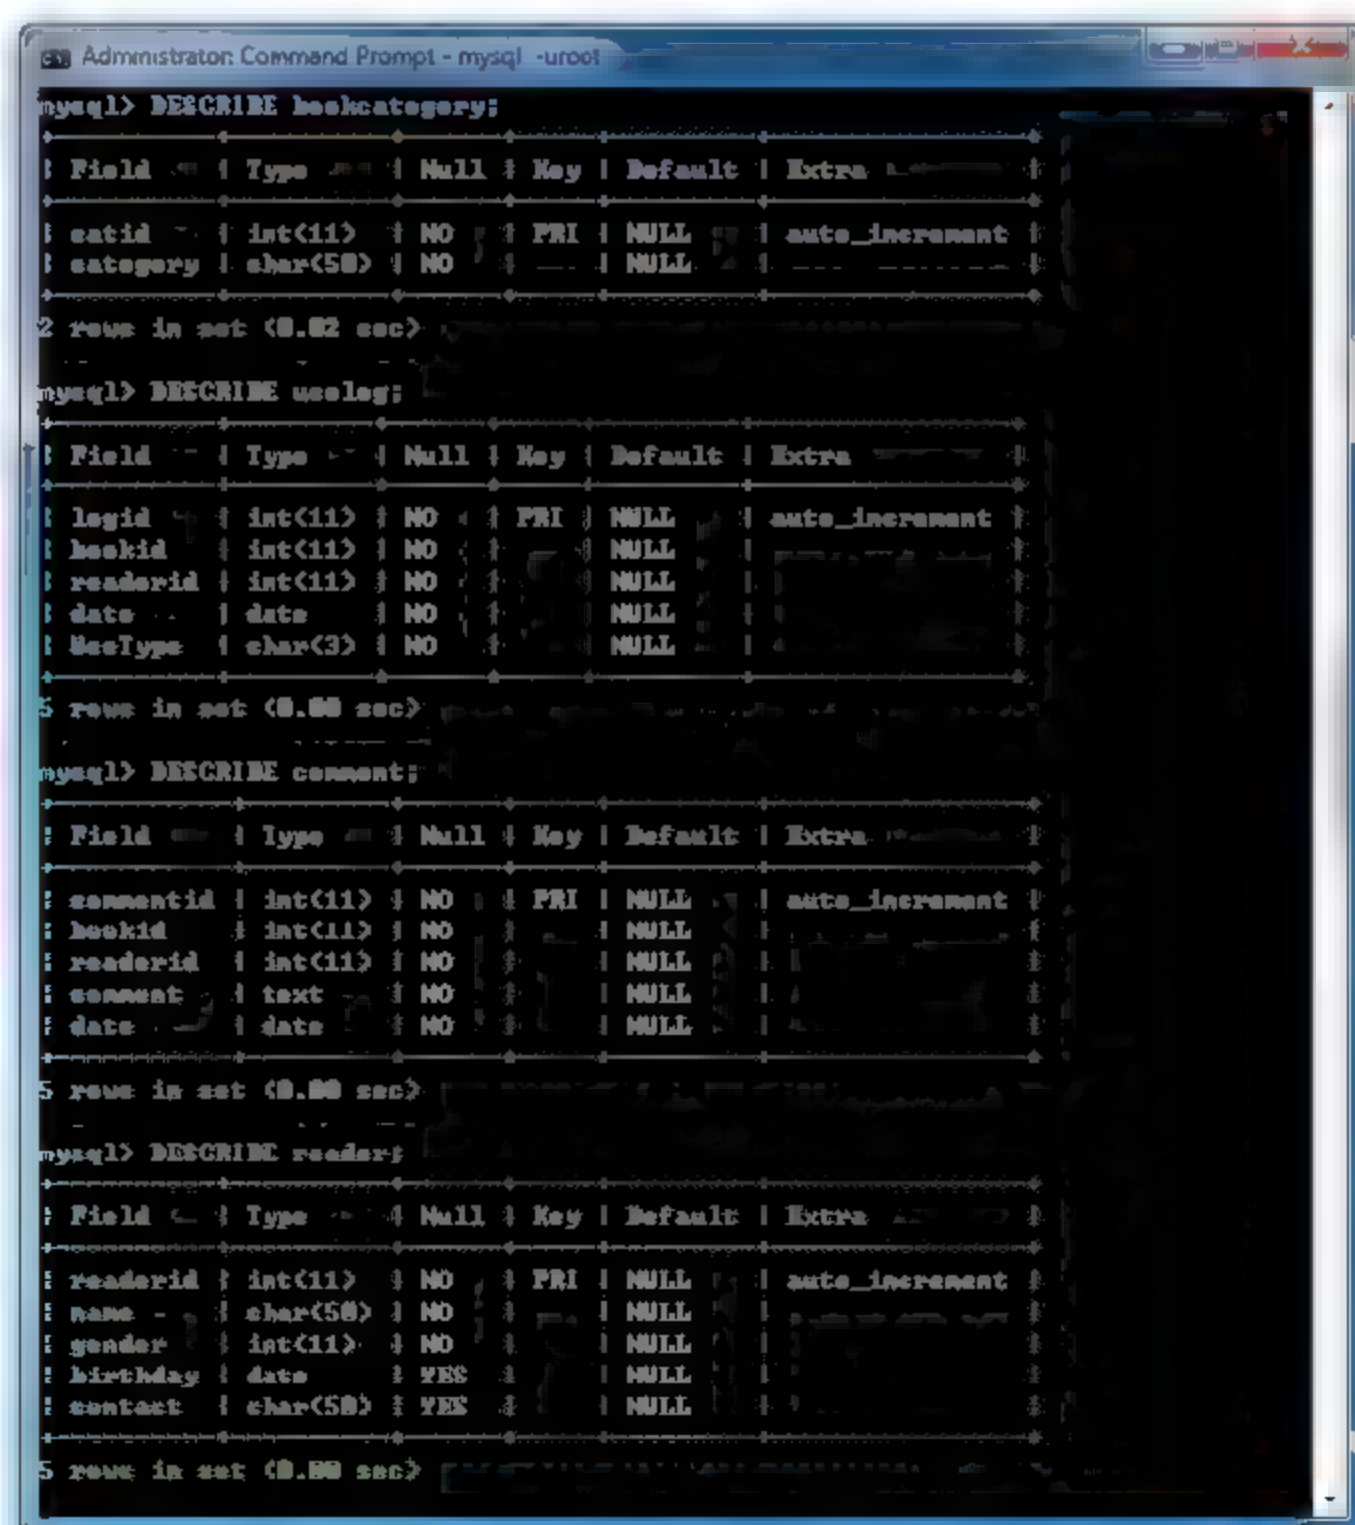 Administrator: Command Prompt - mysql -uroot
mysql> DESCRIBE bookcategory;
+----------+----------+------+-----+---------+----------------+
| Field    | Type     | Null | Key | Default | Extra          |
+----------+----------+------+-----+---------+----------------+
| catid    | int(11)  | NO   | PRI | NULL    | auto_increment |
| category | char(50) | NO   |     | NULL    |                |
+----------+----------+------+-----+---------+----------------+
2 rows in set (0.02 sec)
mysql> DESCRIBE uselog;
+----------+---------+------+-----+---------+----------------+
| Field    | Type    | Null | Key | Default | Extra          |
+----------+---------+------+-----+---------+----------------+
| logid    | int(11) | NO   | PRI | NULL    | auto_increment |
| bookid   | int(11) | NO   |     | NULL    |                |
| readerid | int(11) | NO   |     | NULL    |                |
| date     | date    | NO   |     | NULL    |                |
| UseType  | char(3) | NO   |     | NULL    |                |
+----------+---------+------+-----+---------+----------------+
5 rows in set (0.00 sec)
mysql> DESCRIBE comment;
+-----------+---------+------+-----+---------+----------------+
| Field     | Type    | Null | Key | Default | Extra          |
+-----------+---------+------+-----+---------+----------------+
| commentid | int(11) | NO   | PRI | NULL    | auto_increment |
| bookid    | int(11) | NO   |     | NULL    |                |
| readerid  | int(11) | NO   |     | NULL    |                |
| comment   | text    | NO   |     | NULL    |                |
| date      | date    | NO   |     | NULL    |                |
+-----------+---------+------+-----+---------+----------------+
5 rows in set (0.00 sec)
mysql> DESCRIBE reader;
+----------+----------+------+-----+---------+----------------+
| Field    | Type     | Null | Key | Default | Extra          |
+----------+----------+------+-----+---------+----------------+
| readerid | int(11)  | NO   | PRI | NULL    | auto_increment |
| name     | char(50) | NO   |     | NULL    |                |
| gender   | int(11)  | NO   |     | NULL    |                |
| birthday | date     | YES  |     | NULL    |                |
| contact  | char(50) | YES  |     | NULL    |                |
+----------+----------+------+-----+---------+----------------+
5 rows in set (0.00 sec)